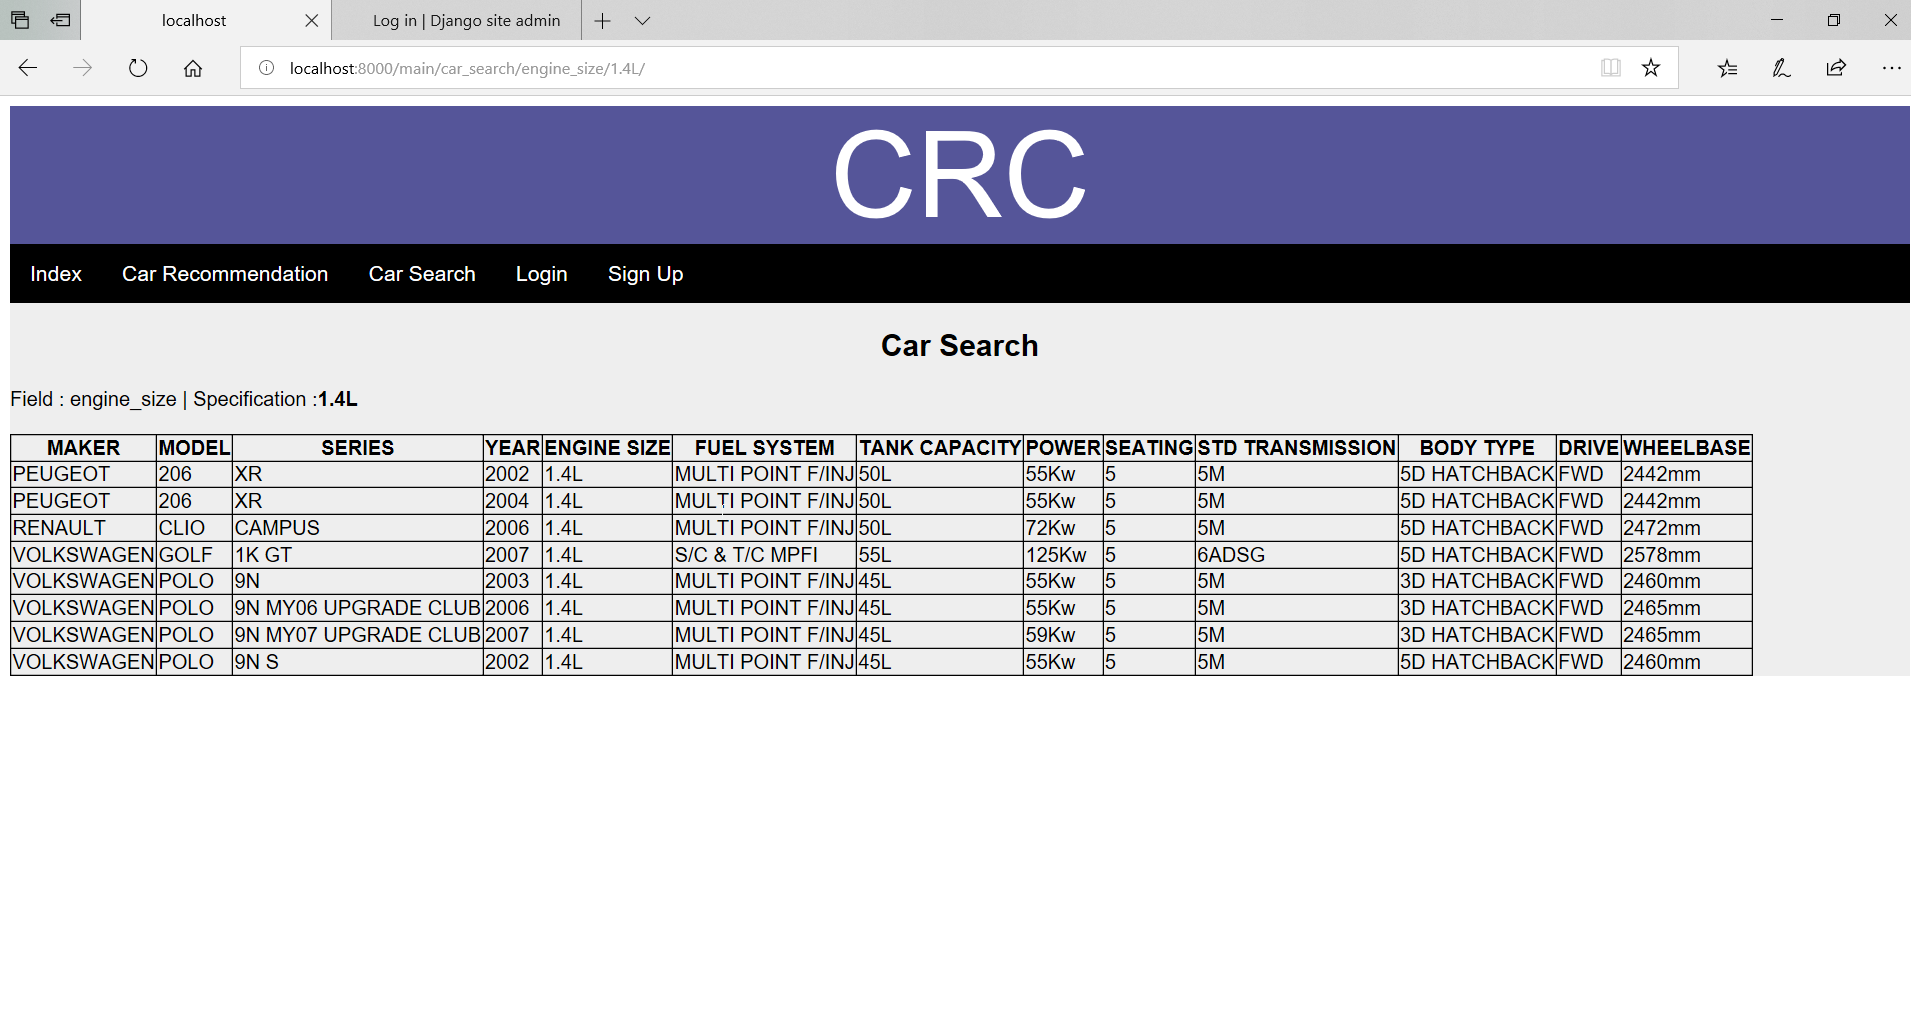 localhost
Log in | Django site admin
localhost:8000/main/car_search/engine_size/1.4L/
CRC
Index Car Recommendation Car Search Login Sign Up
Car Search
Field : engine_size | Specification :1.4L
MAKER MODEL SERIES YEAR ENGINE SIZE FUEL SYSTEM TANK CAPACITY POWER SEATING STD TRANSMISSION BODY TYPE DRIVE WHEELBASE
PEUGEOT 206 XR 2002 1.4L MULTI POINT F/INJ 50L 55Kw 5 5M 5D HATCHBACK FWD 2442mm
PEUGEOT 206 XR 2004 1.4L MULTI POINT F/INJ 50L 55Kw 5 5M 5D HATCHBACK FWD 2442mm
RENAULT CLIO CAMPUS 2006 1.4L MULTI POINT F/INJ 50L 72Kw 5 5M 5D HATCHBACK FWD 2472mm
VOLKSWAGEN GOLF 1K GT 2007 1.4L S/C & T/C MPFI 55L 125Kw 5 6ADSG 5D HATCHBACK FWD 2578mm
VOLKSWAGEN POLO 9N 2003 1.4L MULTI POINT F/INJ 45L 55Kw 5 5M 3D HATCHBACK FWD 2460mm
VOLKSWAGEN POLO 9N MY06 UPGRADE CLUB 2006 1.4L MULTI POINT F/INJ 45L 55Kw 5 5M 3D HATCHBACK FWD 2465mm
VOLKSWAGEN POLO 9N MY07 UPGRADE CLUB 2007 1.4L MULTI POINT F/INJ 45L 59Kw 5 5M 3D HATCHBACK FWD 2465mm
VOLKSWAGEN POLO 9N S 2002 1.4L MULTI POINT F/INJ 45L 55Kw 5 5M 5D HATCHBACK FWD 2460mm